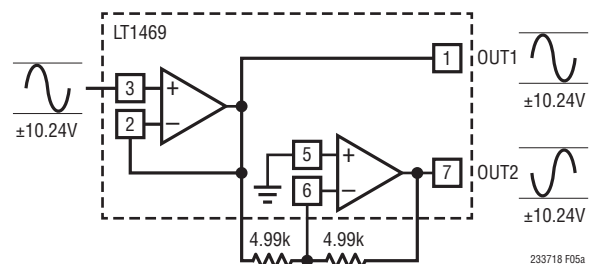 LT1469
3
+
1
OUT1
±10.24V
2
–
±10.24V
5
+
7
OUT2
6
–
±10.24V
4.99k
4.99k
233718 F05a